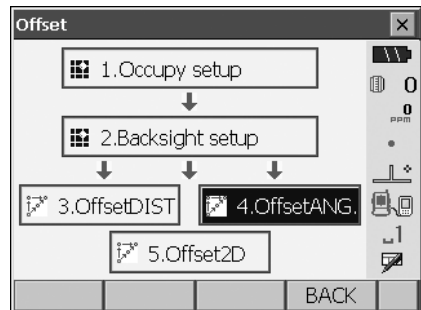 Offset
1.Occupy setup
0
0
PPM
2.Backsight setup
3.OffsetDIST
4.OffsetANG.
5.Offset2D
1
BACK